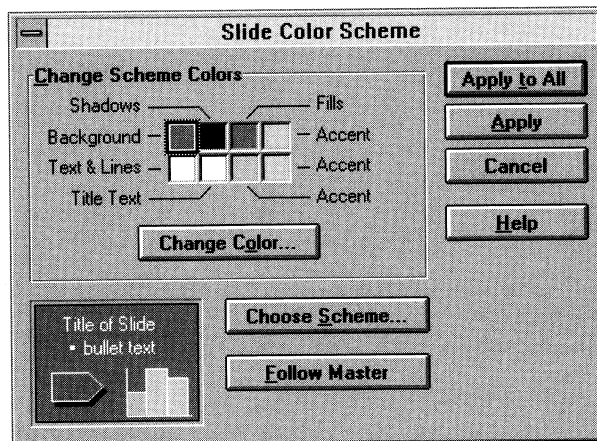 Slide Color Scheme
Change Scheme Colors
Shadows
Fills
Background
Accent
Text & Lines
Accent
Title Text
Accent
Change Color...
Apply to All
Apply
Cancel
Help
Title of Slide
• bullet text
Choose Scheme...
Follow Master